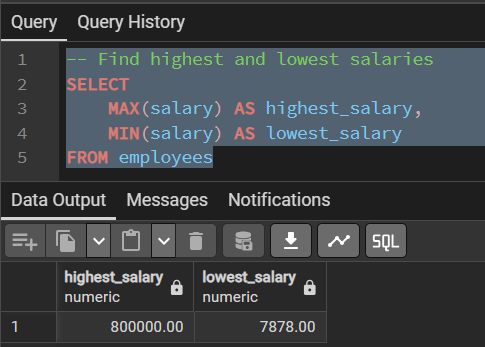 Query Query History
1 -- Find highest and lowest salaries
2 SELECT
3 MAX(salary) AS highest_salary,
4 MIN(salary) AS lowest_salary
5 FROM employees
Data Output Messages Notifications
SQL
highest_salary lowest_salary
numeric numeric
1 800000.00 7878.00